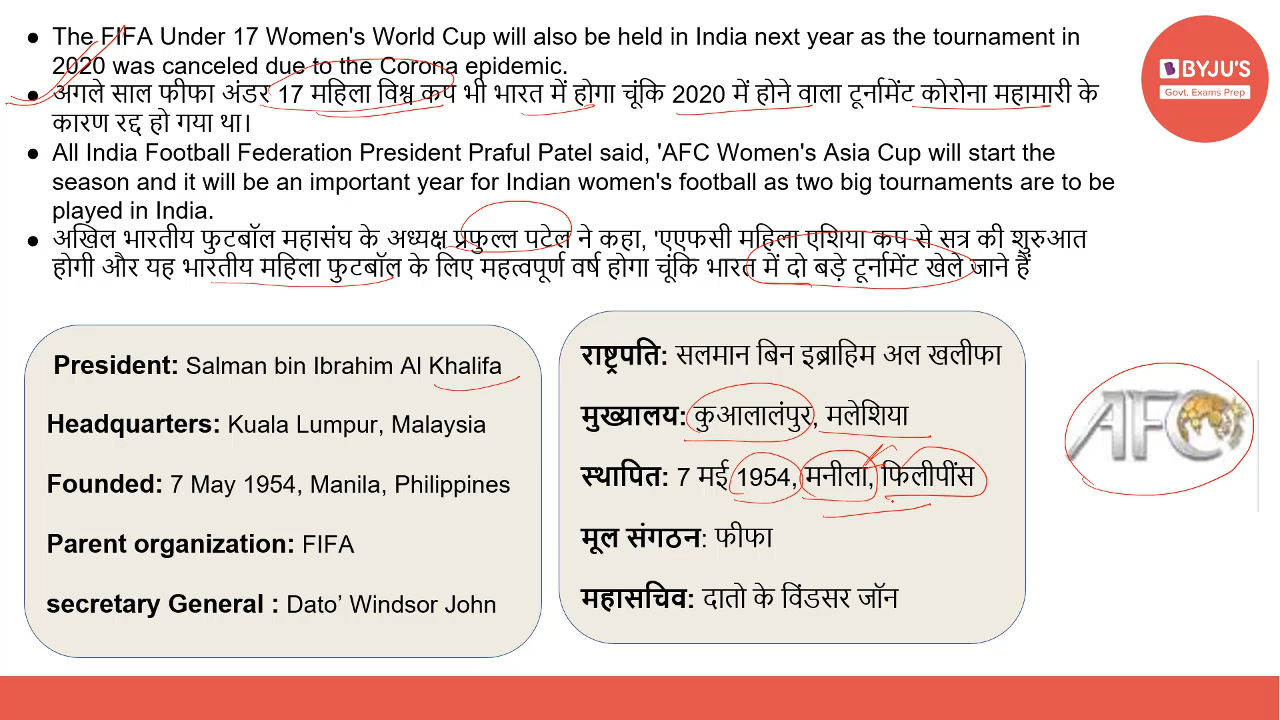 ● The FIFA Under 17 Women's World Cup will also be held in India next year as the tournament in
2020 was canceled due to the Corona epidemic.
● अगले साल फीफा अंडर 17 महिला विश्व कप भी भारत में होगा चूंकि 2020 में होने वाला टूर्नामेंट कोरोना महामारी के
कारण रद्द हो गया था।
● All India Football Federation President Praful Patel said, 'AFC Women's Asia Cup will start the
season and it will be an important year for Indian women's football as two big tournaments are to be
played in India.
● अखिल भारतीय फुटबॉल महासंघ के अध्यक्ष प्रफुल्ल पटेल ने कहा, 'एएफसी महिला एशिया कप से सत्र की शुरुआत
होगी और यह भारतीय महिला फुटबॉल के लिए महत्वपूर्ण वर्ष होगा चूंकि भारत में दो बड़े टूर्नामेंट खेले जाने हैं
BYJU'S
Govt. Exams Prep
President: Salman bin Ibrahim Al Khalifa
Headquarters: Kuala Lumpur, Malaysia
Founded: 7 May 1954, Manila, Philippines
Parent organization: FIFA
secretary General : Dato’ Windsor John
राष्ट्रपति: सलमान बिन इब्राहिम अल खलीफा
मुख्यालय: कुआलालंपुर, मलेशिया
स्थापित: 7 मई 1954, मनीला, फिलीपींस
मूल संगठन: फीफा
महासचिव: दातो के विंडसर जॉन
AFC